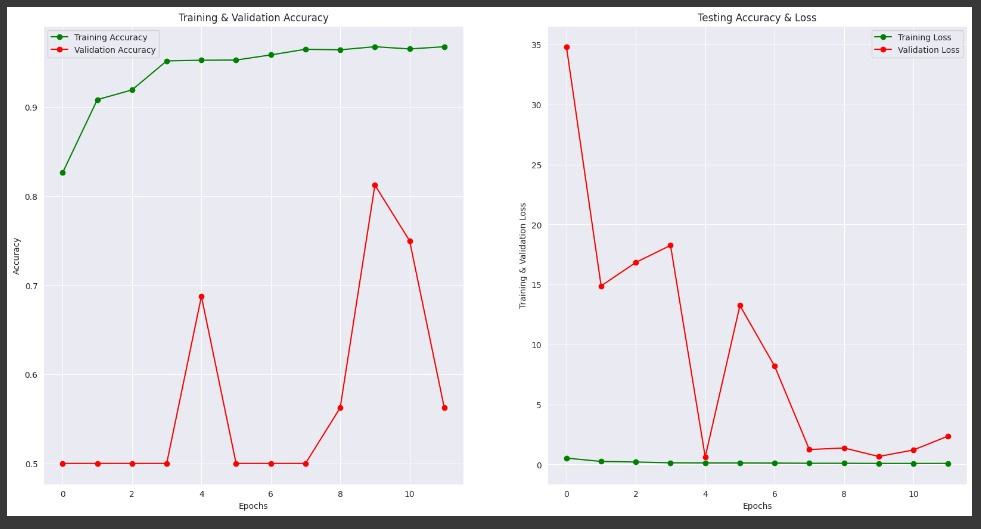 Training & Validation Accuracy
Training Accuracy
Validation Accuracy
Accuracy
0.9
0.8
0.7
0.6
0.5
0 2 4 6 8 10
Epochs
Testing Accuracy & Loss
Training Loss
Validation Loss
Training & Validation Loss
35
30
25
20
15
10
5
0
0 2 4 6 8 10
Epochs